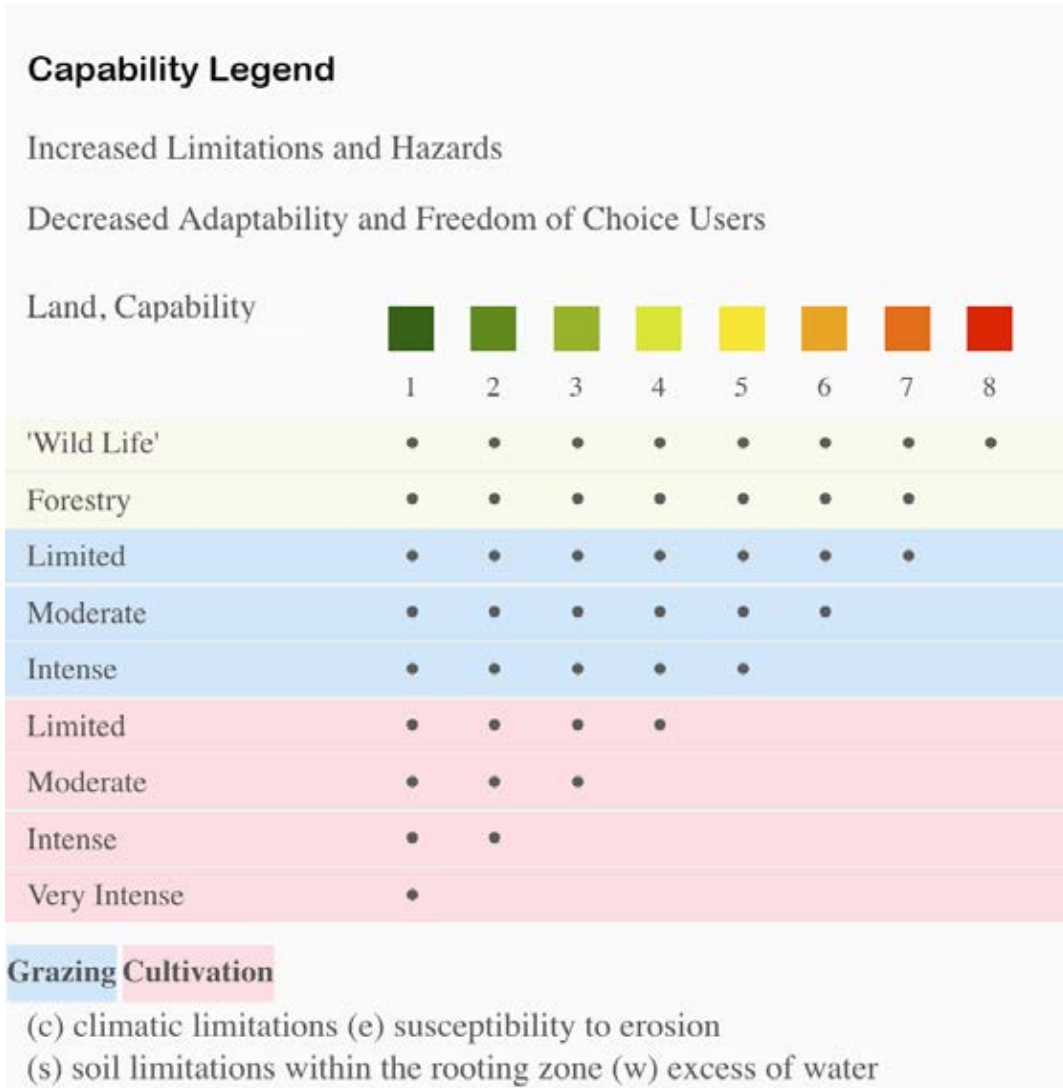 Capability Legend
Increased Limitations and Hazards
Decreased Adaptability and Freedom of Choice Users
Land, Capability
1 2 3 4 5 6 7 8
'Wild Life'
Forestry
Limited
Moderate
Intense
Limited
Moderate
Intense
Very Intense
Grazing Cultivation
(c) climatic limitations (e) susceptibility to erosion
(s) soil limitations within the rooting zone (w) excess of water